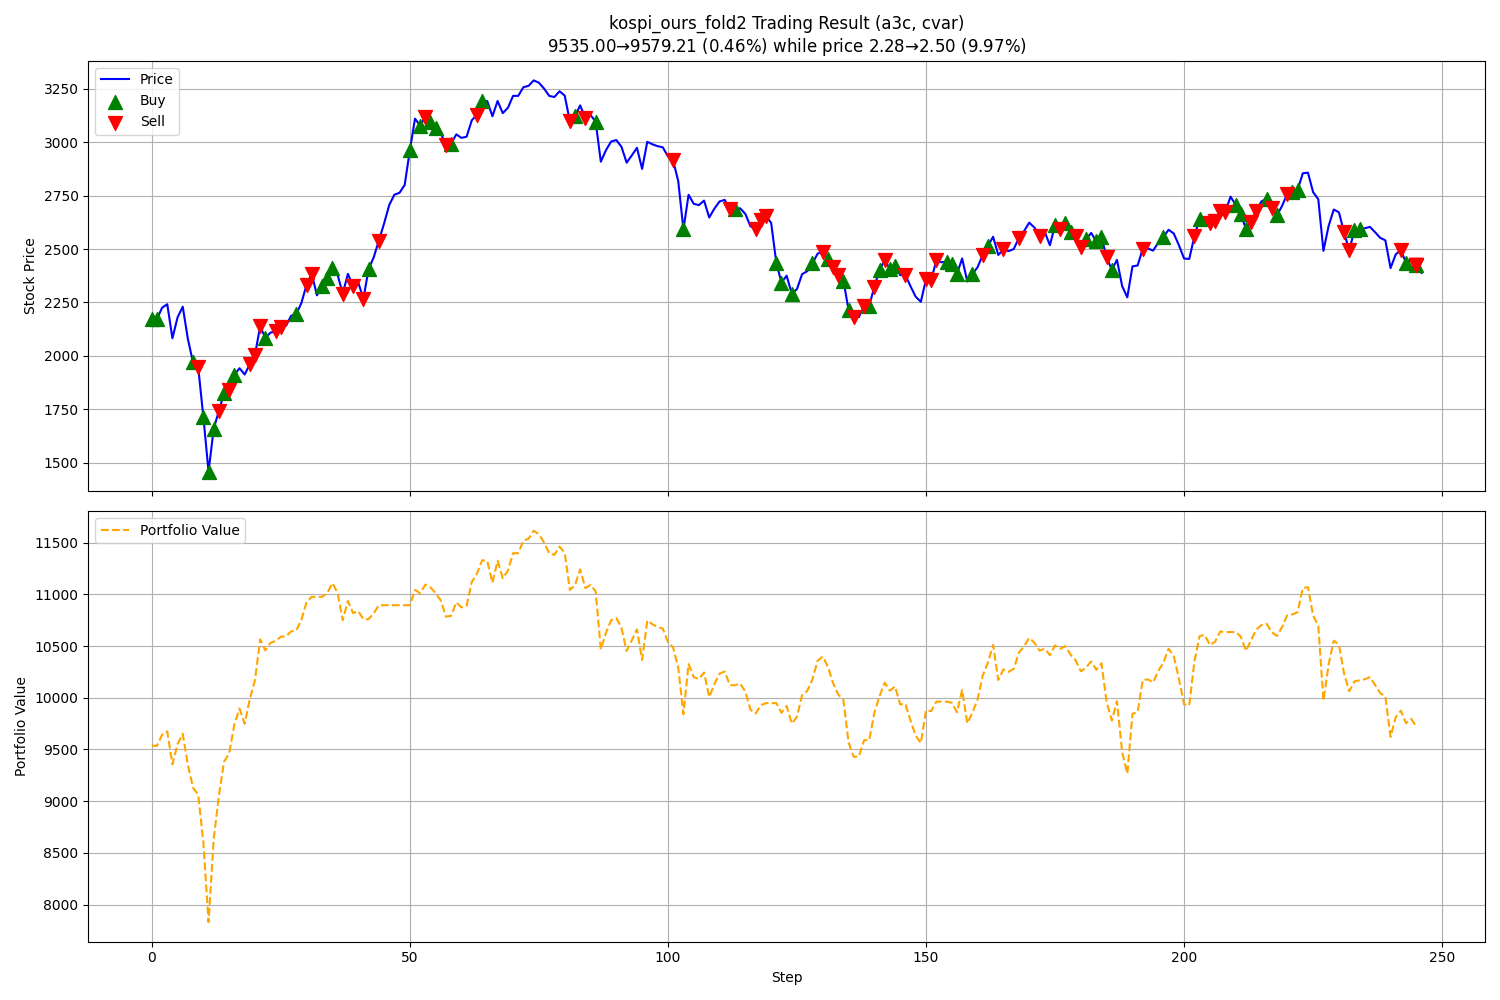 kospi_ours_fold2 Trading Result (a3c, cvar)
9535.00→9579.21 (0.46%) while price 2.28→2.50 (9.97%)
Price
Buy
Sell
Stock Price
3250
3000
2750
2500
2250
2000
1750
1500
Portfolio Value
Portfolio Value
11500
11000
10500
10000
9500
9000
8500
8000
0
50
100
150
200
250
Step